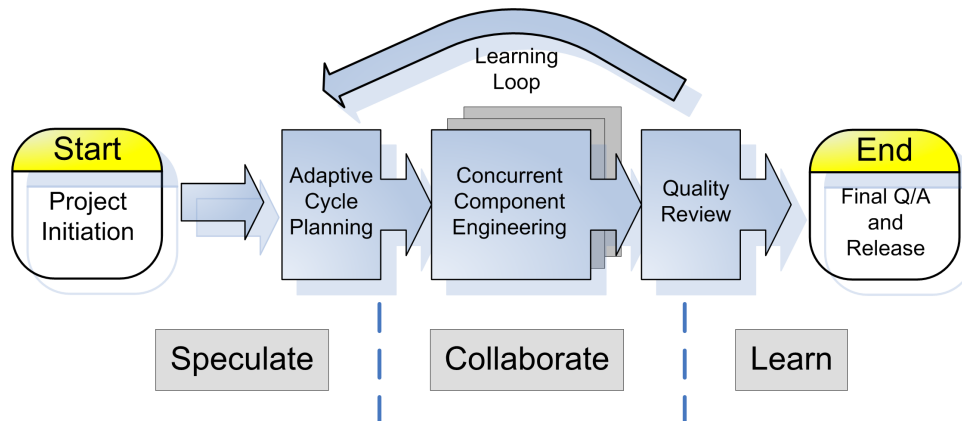 Learning
Loop
Start
Project
Initiation
Adaptive
Cycle
Planning
Concurrent
Component
Engineering
Quality
Review
End
Final Q/A
and
Release
Speculate
Collaborate
Learn